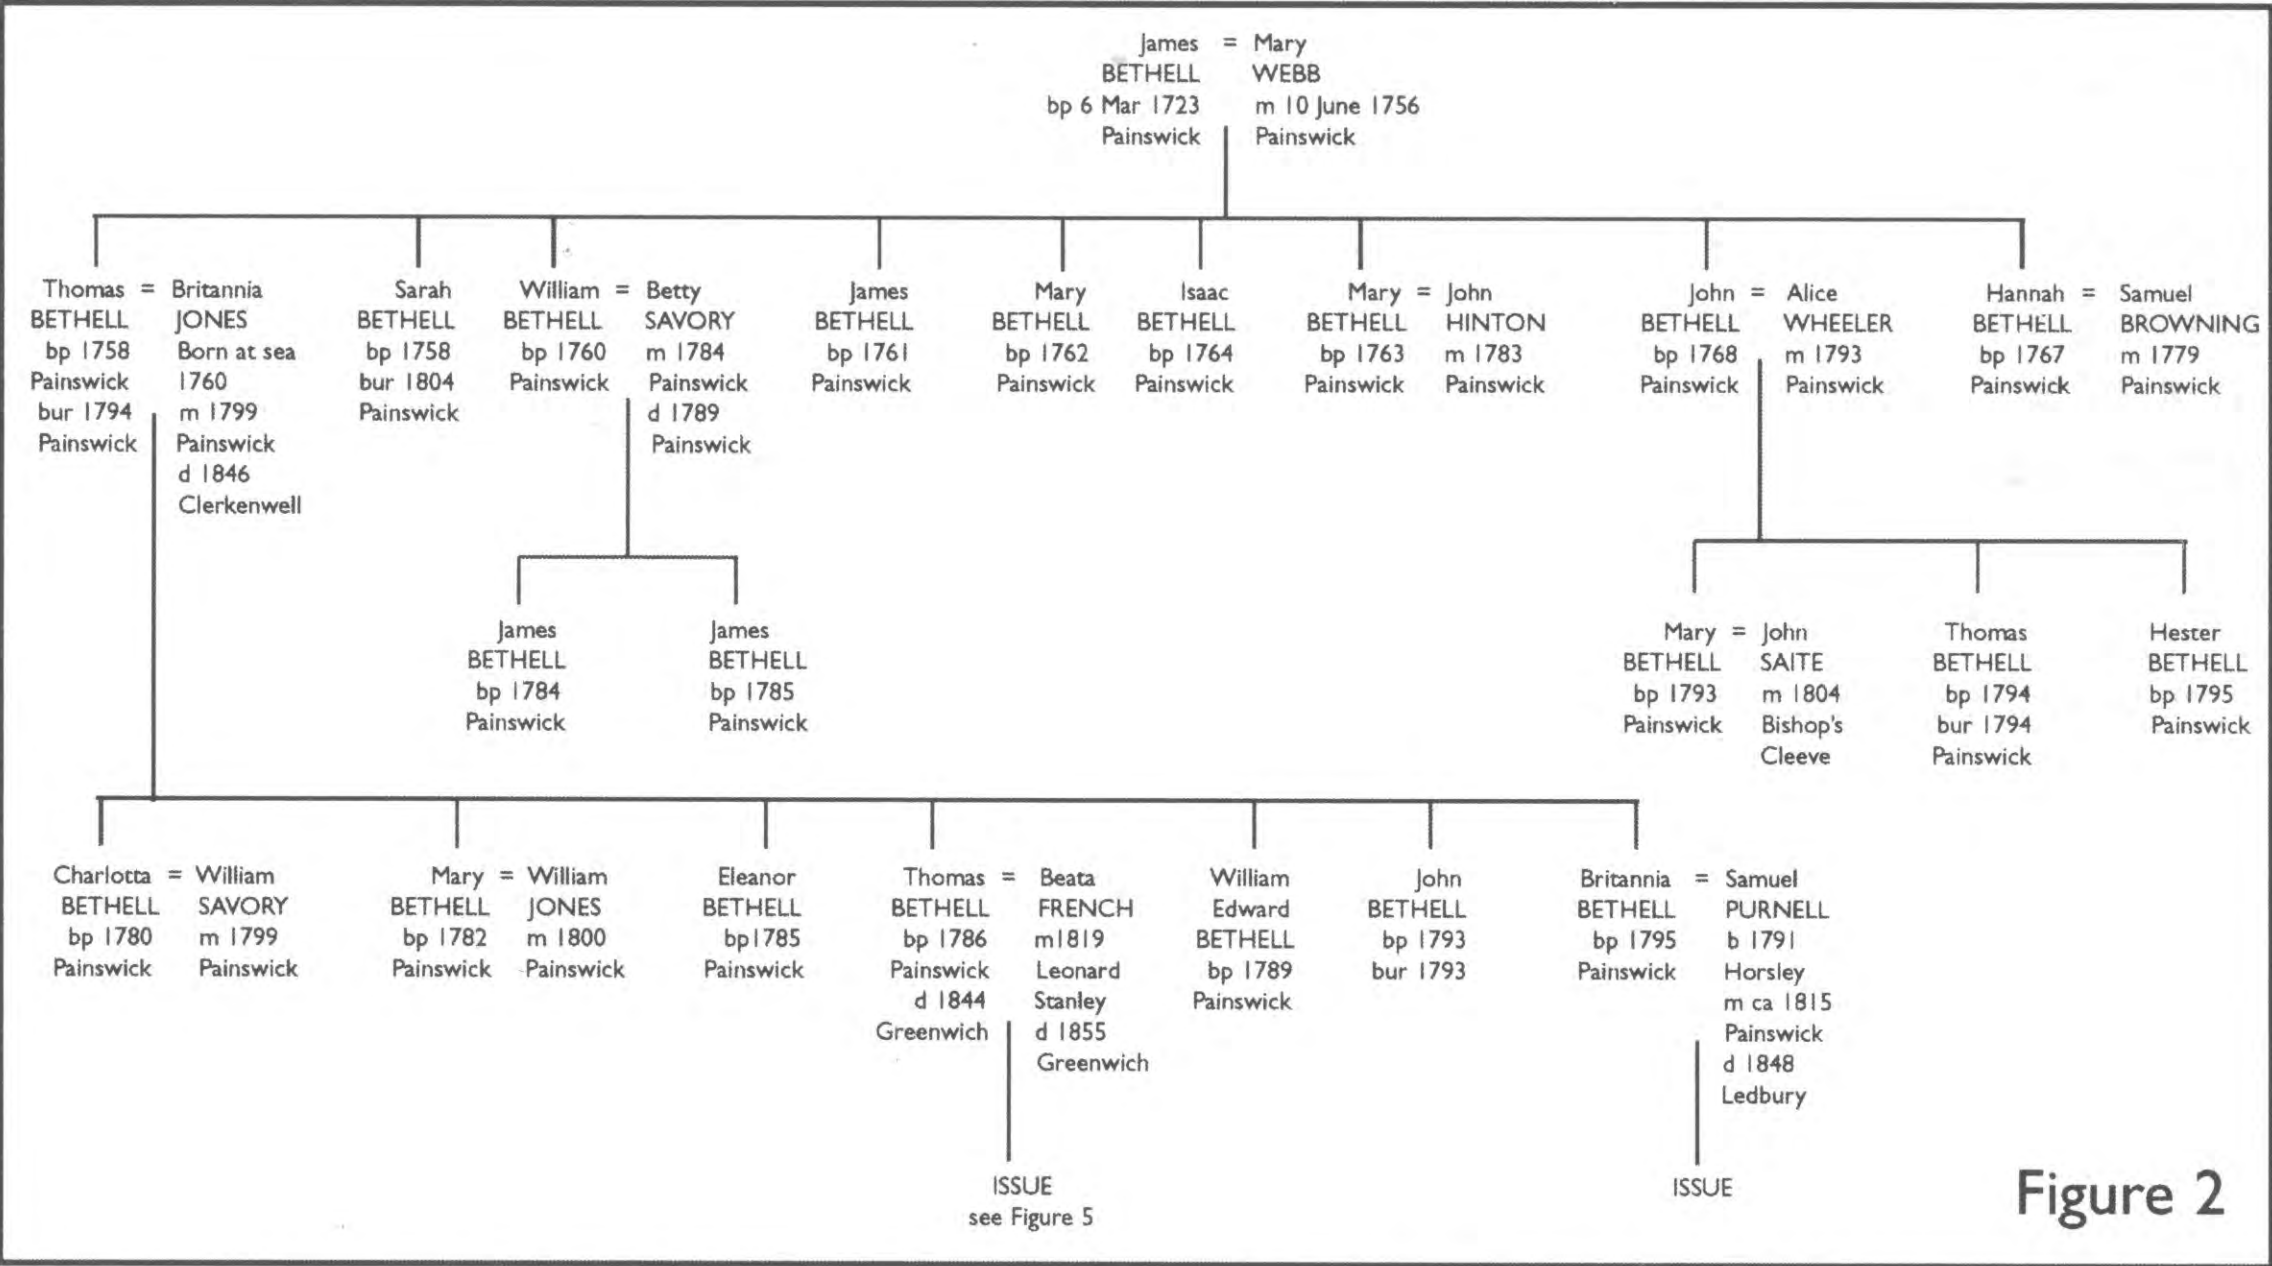 James = Mary
BETHELL WEBB
bp 6 Mar 1723 m 10 June 1756
Painswick Painswick
Thomas = Britannia
BETHELL JONES
bp 1758 Born at sea
Painswick 1760
bur 1794 m 1799
Painswick Painswick
d 1846
Clerkenwell
Sarah
BETHELL
bp 1758
bur 1804
Painswick
William = Betty
BETHELL SAVORY
bp 1760 m 1784
Painswick Painswick
d 1789
Painswick
James
BETHELL
bp 1761
Painswick
Mary
BETHELL
bp 1762
Painswick
Isaac
BETHELL
bp 1764
Painswick
Mary = John
BETHELL HINTON
bp 1763 m 1783
Painswick Painswick
John = Alice
BETHELL WHEELER
bp 1768 m 1793
Painswick Painswick
Hannah = Samuel
BETHELL BROWNING
bp 1767 m 1779
Painswick Painswick
James
BETHELL
bp 1784
Painswick
James
BETHELL
bp 1785
Painswick
Mary = John
BETHELL SAITE
bp 1793 m 1804
Painswick Bishop's
Cleeve
Thomas
BETHELL
bp 1794
bur 1794
Painswick
Hester
BETHELL
bp 1795
Painswick
Charlotta = William
BETHELL SAVORY
bp 1780 m 1799
Painswick Painswick
Mary = William
BETHELL JONES
bp 1782 m 1800
Painswick Painswick
Eleanor
BETHELL
bp1785
Painswick
Thomas = Beata
BETHELL FRENCH
bp 1786 m1819
Painswick Leonard
d 1844 Stanley
Greenwich d 1855
Greenwich
William
Edward
BETHELL
bp 1789
Painswick
John
BETHELL
bp 1793
bur 1793
Britannia = Samuel
BETHELL PURNELL
bp 1795 b 1791
Painswick Horsley
m ca 1815
Painswick
d 1848
Ledbury
ISSUE
see Figure 5
ISSUE
Figure 2